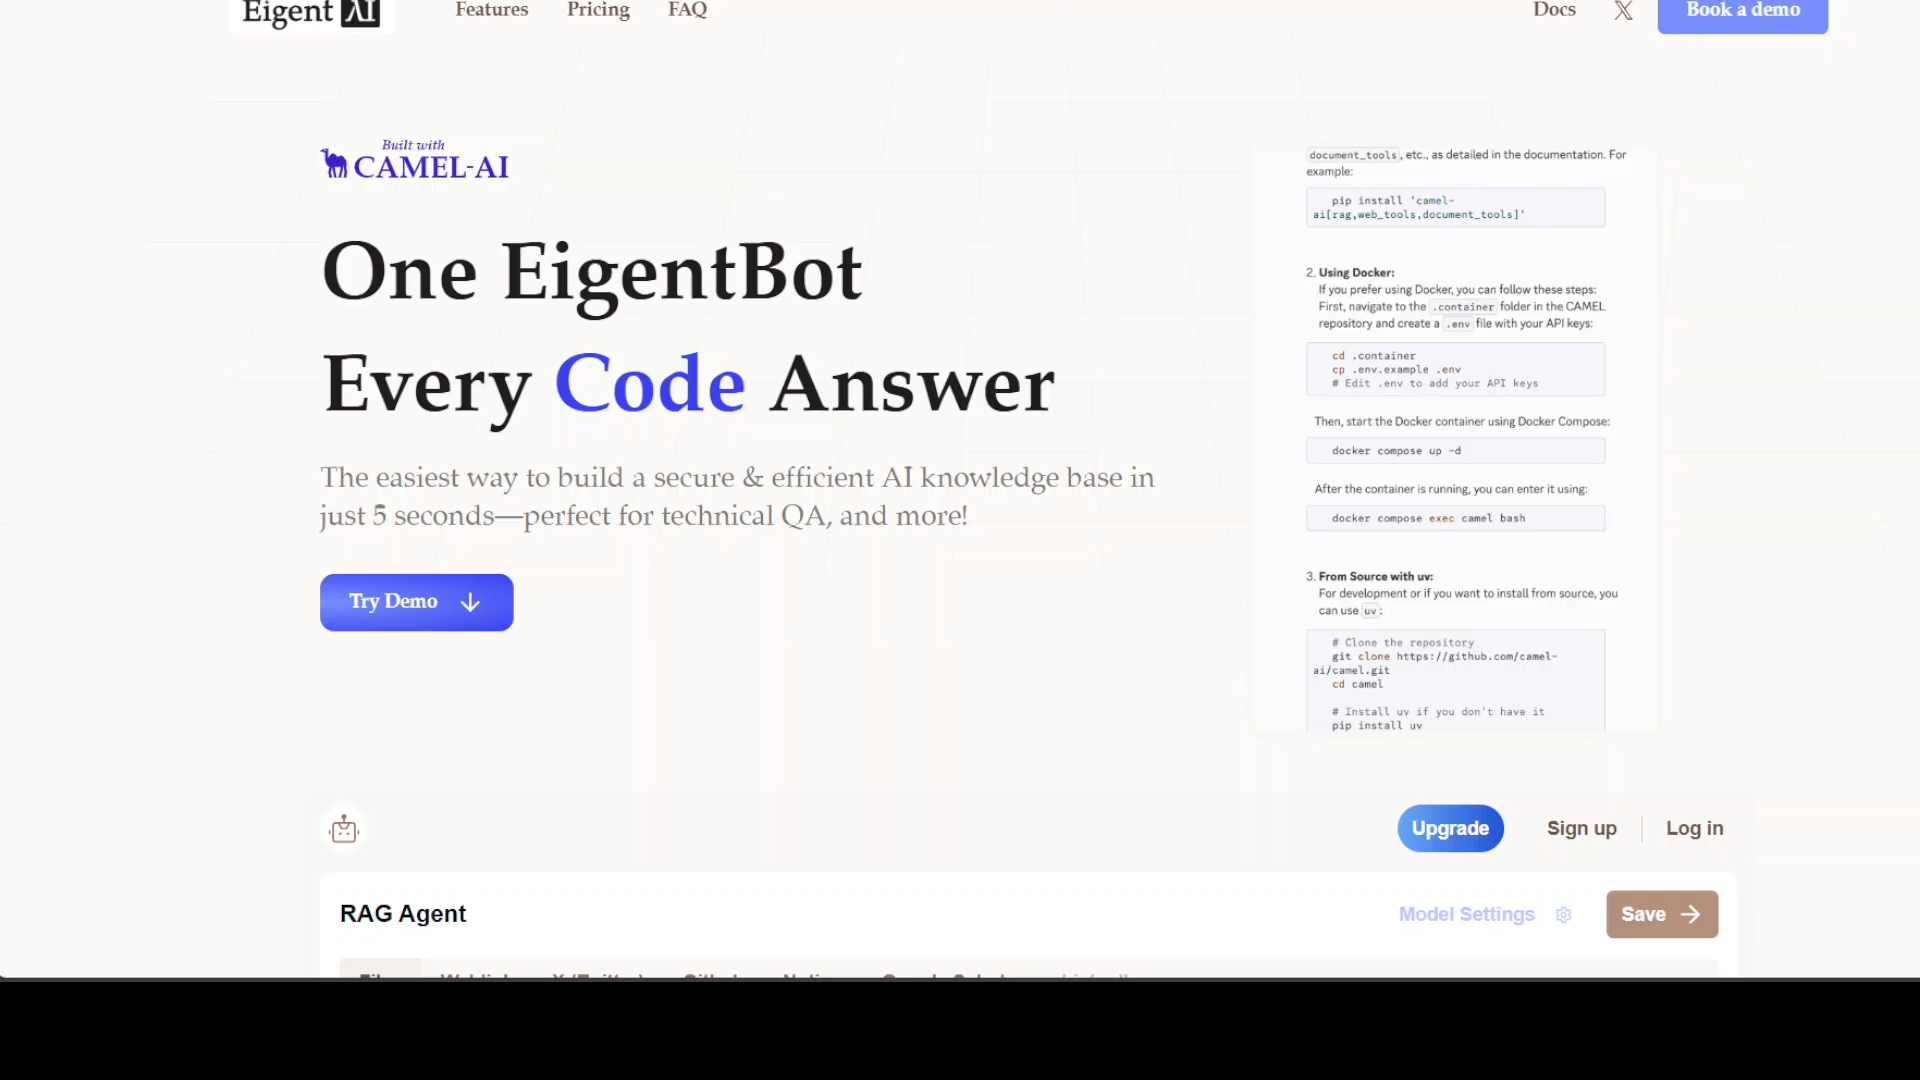 Eigent AI
Features Pricing FAQ
Docs X Book a demo
Built with
CAMEL-AI
One EigentBot
Every Code Answer
The easiest way to build a secure & efficient AI knowledge base in
just 5 seconds—perfect for technical QA, and more!
Try Demo
document_tools, etc., as detailed in the documentation. For
example:
pip install 'camel-
ai[rag,web_tools,document_tools]'
2. Using Docker:
If you prefer using Docker, you can follow these steps:
First, navigate to the .container folder in the CAMEL
repository and create a .env file with your API keys:
cd .container
cp .env.example .env
# Edit .env to add your API keys
Then, start the Docker container using Docker Compose:
docker compose up -d
After the container is running, you can enter it using:
docker compose exec camel bash
3. From Source with uv:
For development or if you want to install from source, you
can use uv:
# Clone the repository
git clone https://github.com/camel-
ai/camel.git
cd camel
# Install uv if you don't have it
pip install uv
Upgrade Sign up Log in
RAG Agent
Model Settings Save